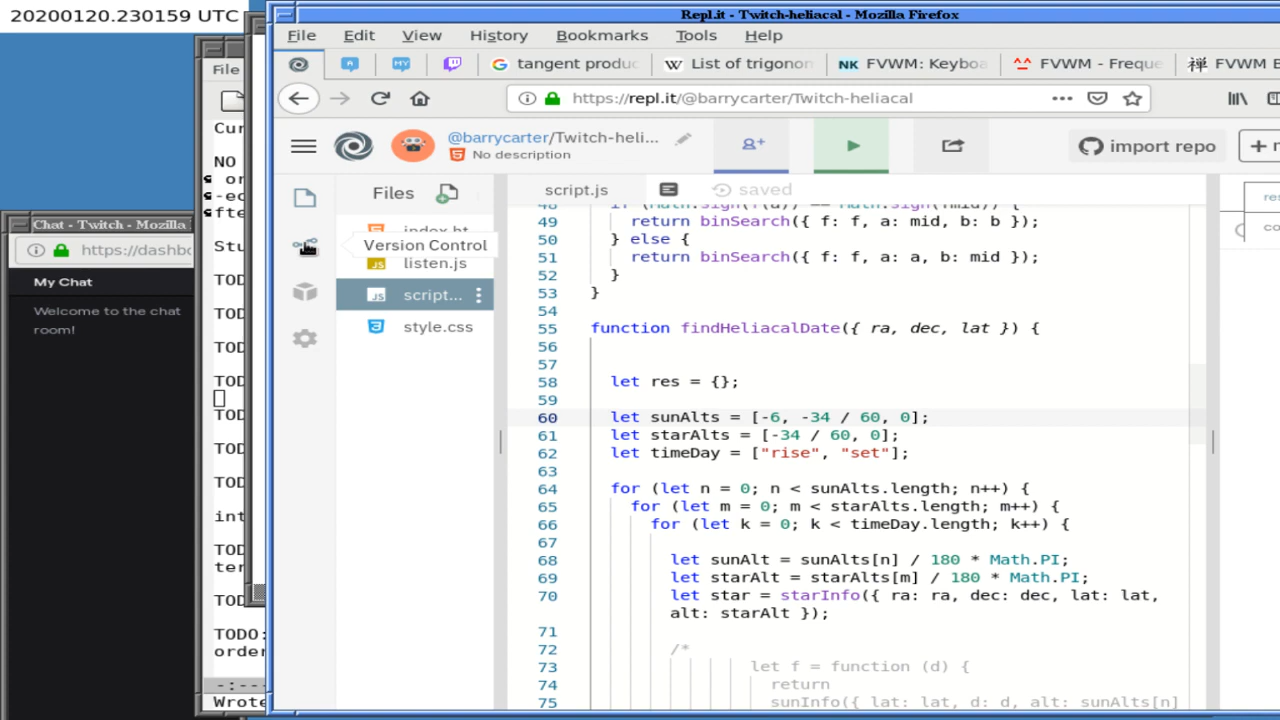 20200120.230159 UTC
Repl.it - Twitch-heliacal - Mozilla Firefox
File Edit View History Bookmarks Tools Help
tangent produc
List of trigonon
NK FVWM: Keyboa
FVWM - Freque
禅 FVWM B
https://repl.it/@barrycarter/Twitch-heliacal
@barrycarter/Twitch-heli...
No description
import repo
Files
script.js
saved
index.ht
Version Control
listen.js
script...
style.css
48 if (Math.sign(f(a)) == Math.sign(fmid)) {
49 return binSearch({ f: f, a: mid, b: b });
50 } else {
51 return binSearch({ f: f, a: a, b: mid });
52 }
53 }
54
55 function findHeliacalDate({ ra, dec, lat }) {
56
57
58 let res = {};
59
60 let sunAlts = [-6, -34 / 60, 0];
61 let starAlts = [-34 / 60, 0];
62 let timeDay = ["rise", "set"];
63
64 for (let n = 0; n < sunAlts.length; n++) {
65 for (let m = 0; m < starAlts.length; m++) {
66 for (let k = 0; k < timeDay.length; k++) {
67
68 let sunAlt = sunAlts[n] / 180 * Math.PI;
69 let starAlt = starAlts[m] / 180 * Math.PI;
70 let star = starInfo({ ra: ra, dec: dec, lat: lat,
alt: starAlt });
71
72 /*
73 let f = function (d) {
74 return
75 sunInfo({ lat: lat, d: d, alt: sunAlts[n]
res
co
File
Cur
NO
or
-ec
fte
Stu
TOD
TOD
TOD
TOD
TOD
TOD
TOD
int
TOD
ter
TOD
TODO:
order
-:---
Wrote
Chat - Twitch - Mozilla
https://dashbo
My Chat
Welcome to the chat
room!